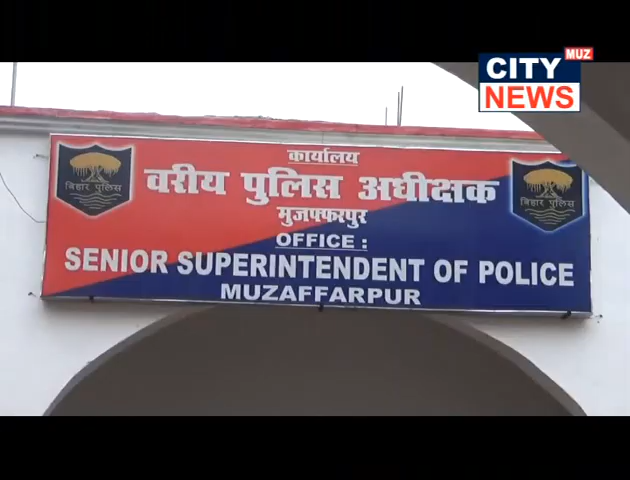 MUZ
CITY
NEWS
कार्यालय
वरीय पुलिस अधीक्षक
मुजफ्फरपुर
OFFICE :
SENIOR SUPERINTENDENT OF POLICE
MUZAFFARPUR
बिहार पुलिस
बिहार पुलिस